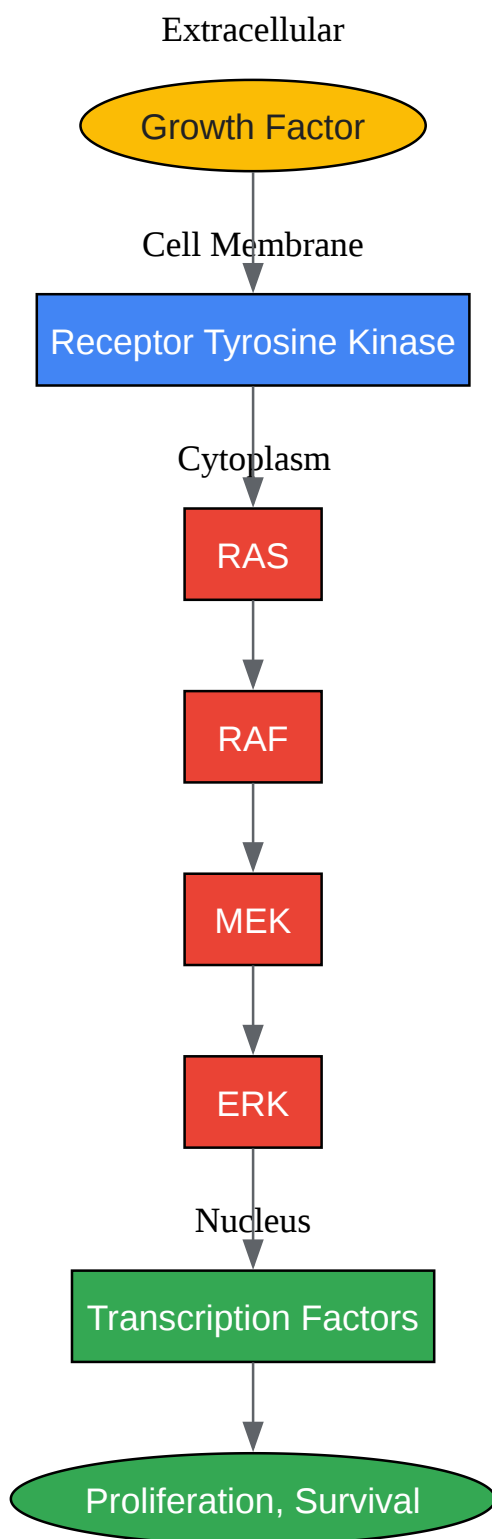 Extracellular
Growth Factor
Cell Membrane
Receptor Tyrosine Kinase
Cytoplasm
RAS
RAF
MEK
ERK
Nucleus
Transcription Factors
Proliferation, Survival